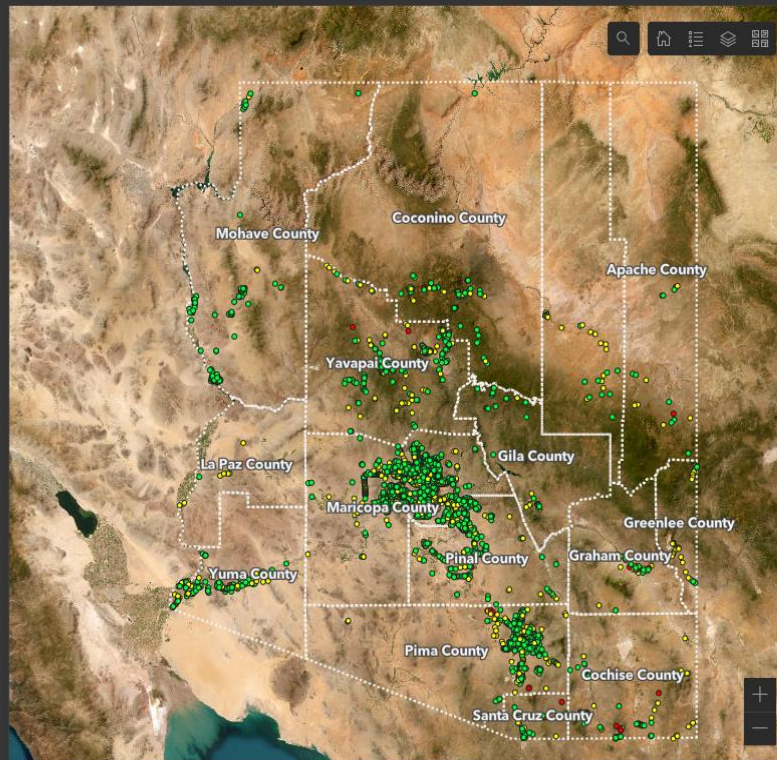 Coconino County
Mohave County
Apache County
Yavapai County
Gila County
La Paz County
Maricopa County
Greenlee County
Pinal County
Graham County
Yuma County
Pima County
Cochise County
Santa Cruz County